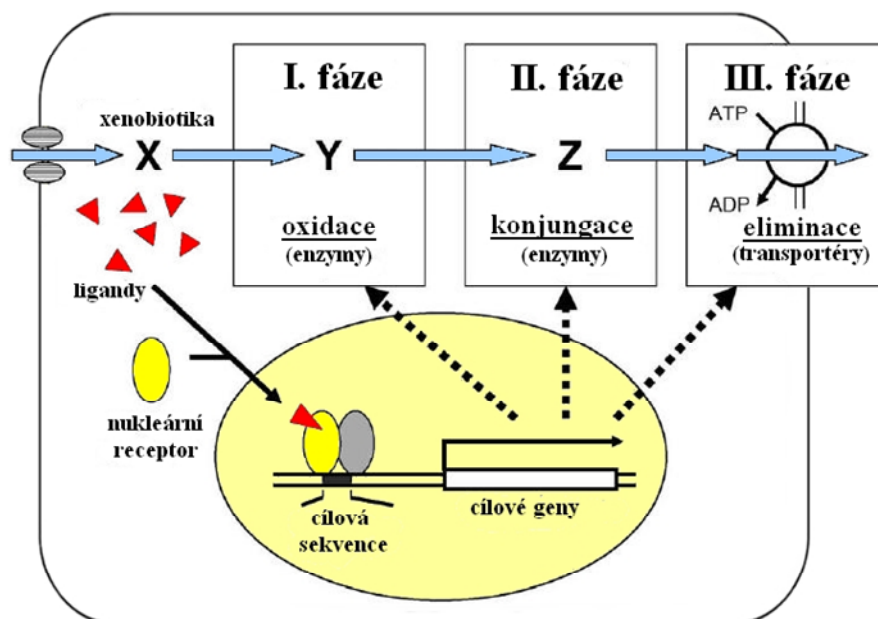 I. fáze
II. fáze
III. fáze
xenobiotika
X
Y
Z
ATP
ADP
oxidace
(enzymy)
konjungace
(enzymy)
eliminace
(transportéry)
ligandy
nukleární
receptor
cílová
sekvence
cílové geny